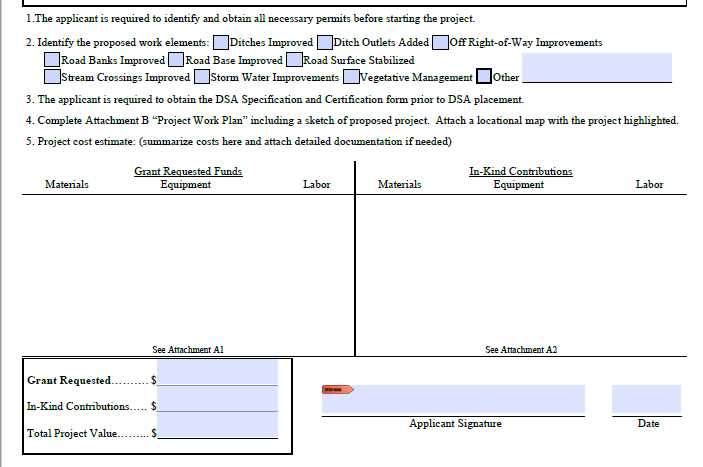 1.The applicant is required to identify and obtain all necessary permits before starting the project.
2. Identify the proposed work elements: Ditches Improved Ditch Outlets Added Off Right-of-Way Improvements
Road Banks Improved Road Base Improved Road Surface Stabilized
Stream Crossings Improved Storm Water Improvements Vegetative Management Other
3. The applicant is required to obtain the DSA Specification and Certification form prior to DSA placement.
4. Complete Attachment B “Project Work Plan” including a sketch of proposed project. Attach a locational map with the project highlighted.
5. Project cost estimate: (summarize costs here and attach detailed documentation if needed)
Grant Requested Funds In-Kind Contributions
Materials Equipment Labor Materials Equipment Labor
See Attachment A1 See Attachment A2
Grant Requested.......... $
In-Kind Contributions..... $
Applicant Signature Date
Total Project Value......... $